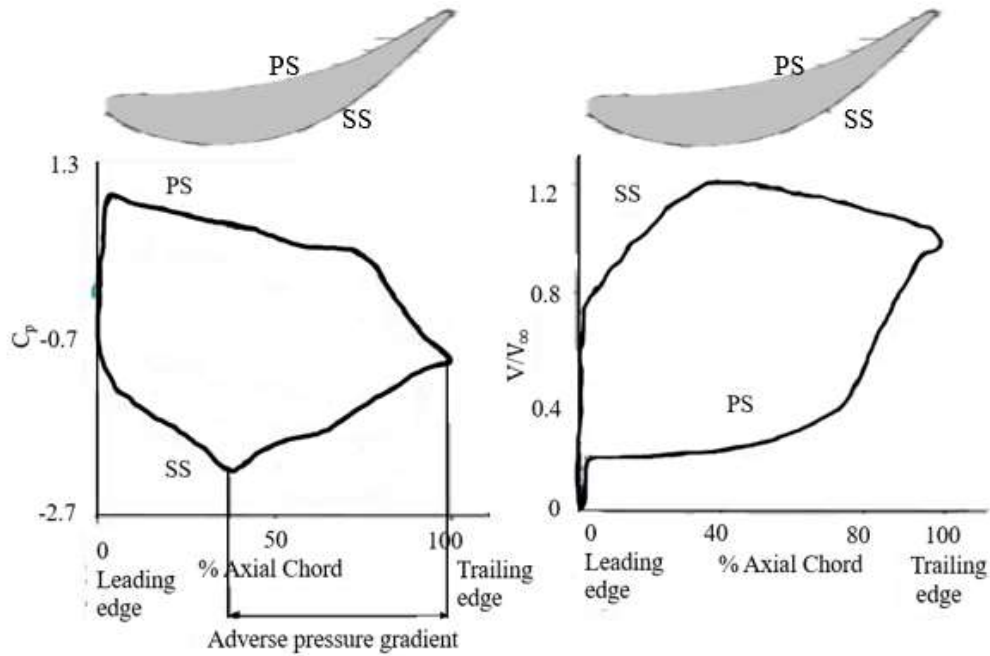 PS
SS
1.3
PS
Cp
-0.7
SS
-2.7
0
50
100
% Axial Chord
Leading
edge
Trailing
edge
Adverse pressure gradient
PS
SS
1.2
SS
0.8
V/V∞
0.4
PS
0
0
40
80
100
Leading
edge
% Axial Chord
Trailing
edge